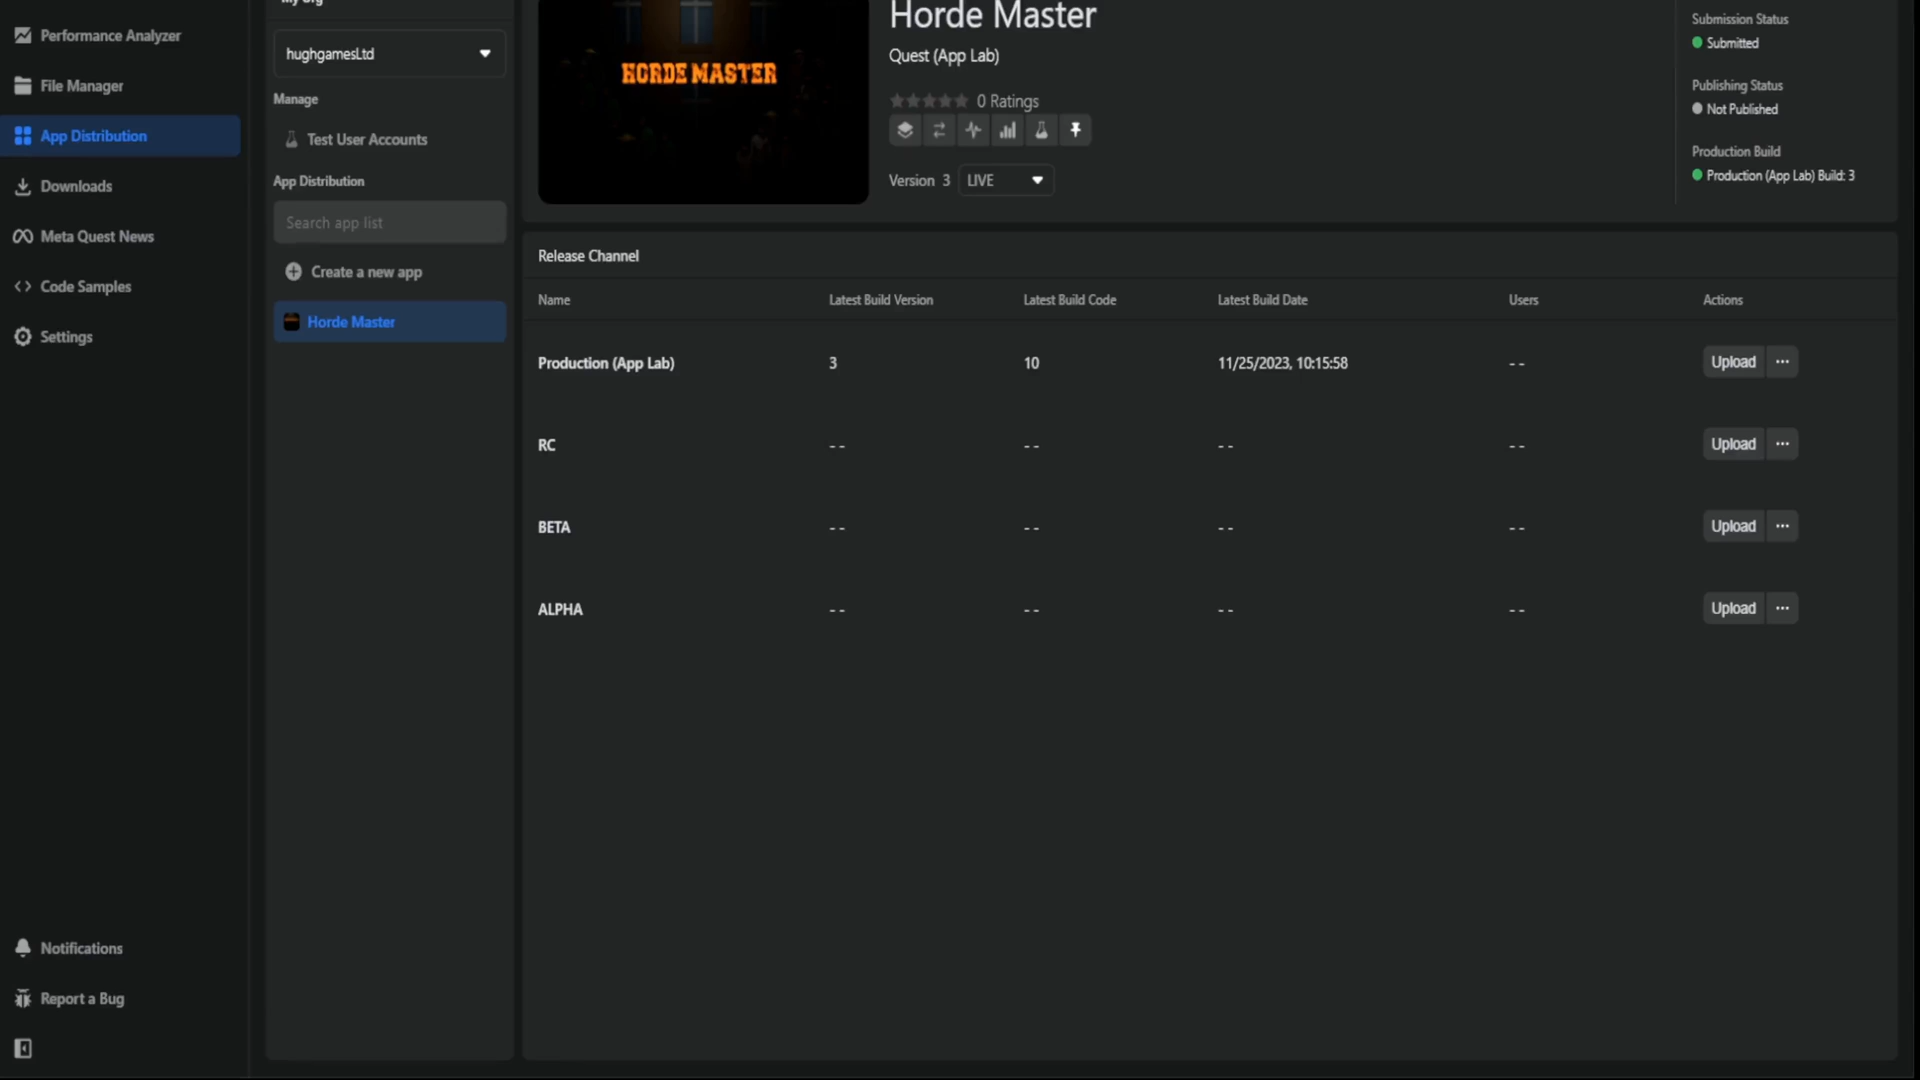 Performance Analyzer
File Manager
App Distribution
Downloads
Meta Quest News
Code Samples
Settings
Notifications
Report a Bug
My Org
hughgamesLtd
Manage
Test User Accounts
App Distribution
Search app list
Create a new app
Horde Master
HORDE MASTER
Horde Master
Quest (App Lab)
0 Ratings
Version 3 LIVE
Submission Status
Submitted
Publishing Status
Not Published
Production Build
Production (App Lab) Build: 3
Release Channel
Name Latest Build Version Latest Build Code Latest Build Date Users Actions
Production (App Lab) 3 10 11/25/2023, 10:15:58 -- Upload ...
RC -- -- -- -- Upload ...
BETA -- -- -- -- Upload ...
ALPHA -- -- -- -- Upload ...